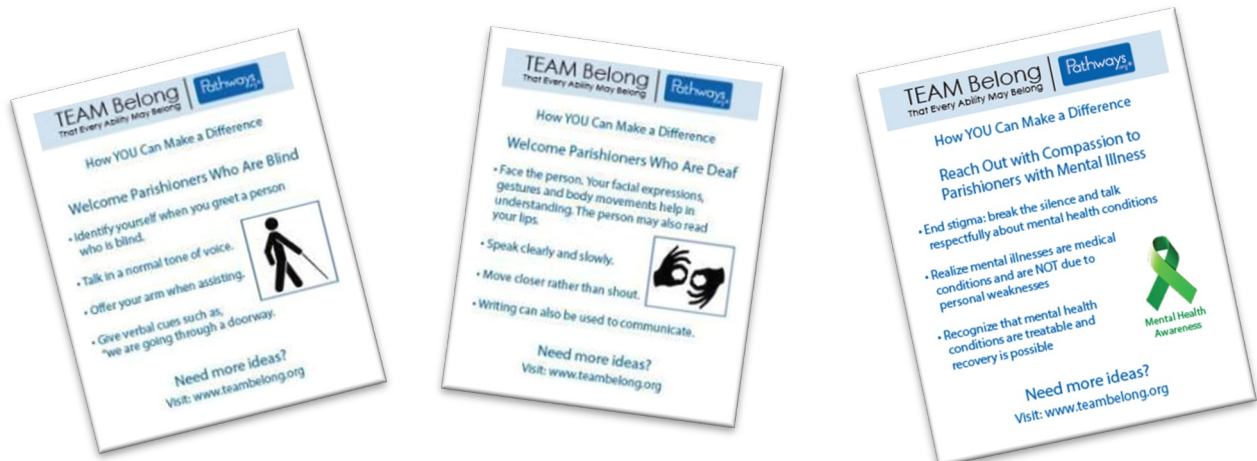 TEAM Belong
That Every Ability May Belong
Pathways.org
How YOU Can Make a Difference
Welcome Parishioners Who Are Blind
• Identify yourself when you greet a person
who is blind.
• Talk in a normal tone of voice.
• Offer your arm when assisting.
• Give verbal cues such as,
"we are going through a doorway.
Need more ideas?
Visit: www.teambelong.org
TEAM Belong
That Every Ability May Belong
Pathways.org
How YOU Can Make a Difference
Welcome Parishioners Who Are Deaf
• Face the person. Your facial expressions,
gestures and body movements help in
understanding. The person may also read
your lips.
• Speak clearly and slowly.
• Move closer rather than shout.
• Writing can also be used to communicate.
Need more ideas?
Visit: www.teambelong.org
TEAM Belong
That Every Ability May Belong
Pathways.org
How YOU Can Make a Difference
Reach Out with Compassion to
Parishioners with Mental Illness
• End stigma: break the silence and talk
respectfully about mental health conditions
• Realize mental illnesses are medical
conditions and are NOT due to
personal weaknesses
• Recognize that mental health
conditions are treatable and
recovery is possible
Mental Health
Awareness
Need more ideas?
Visit: www.teambelong.org